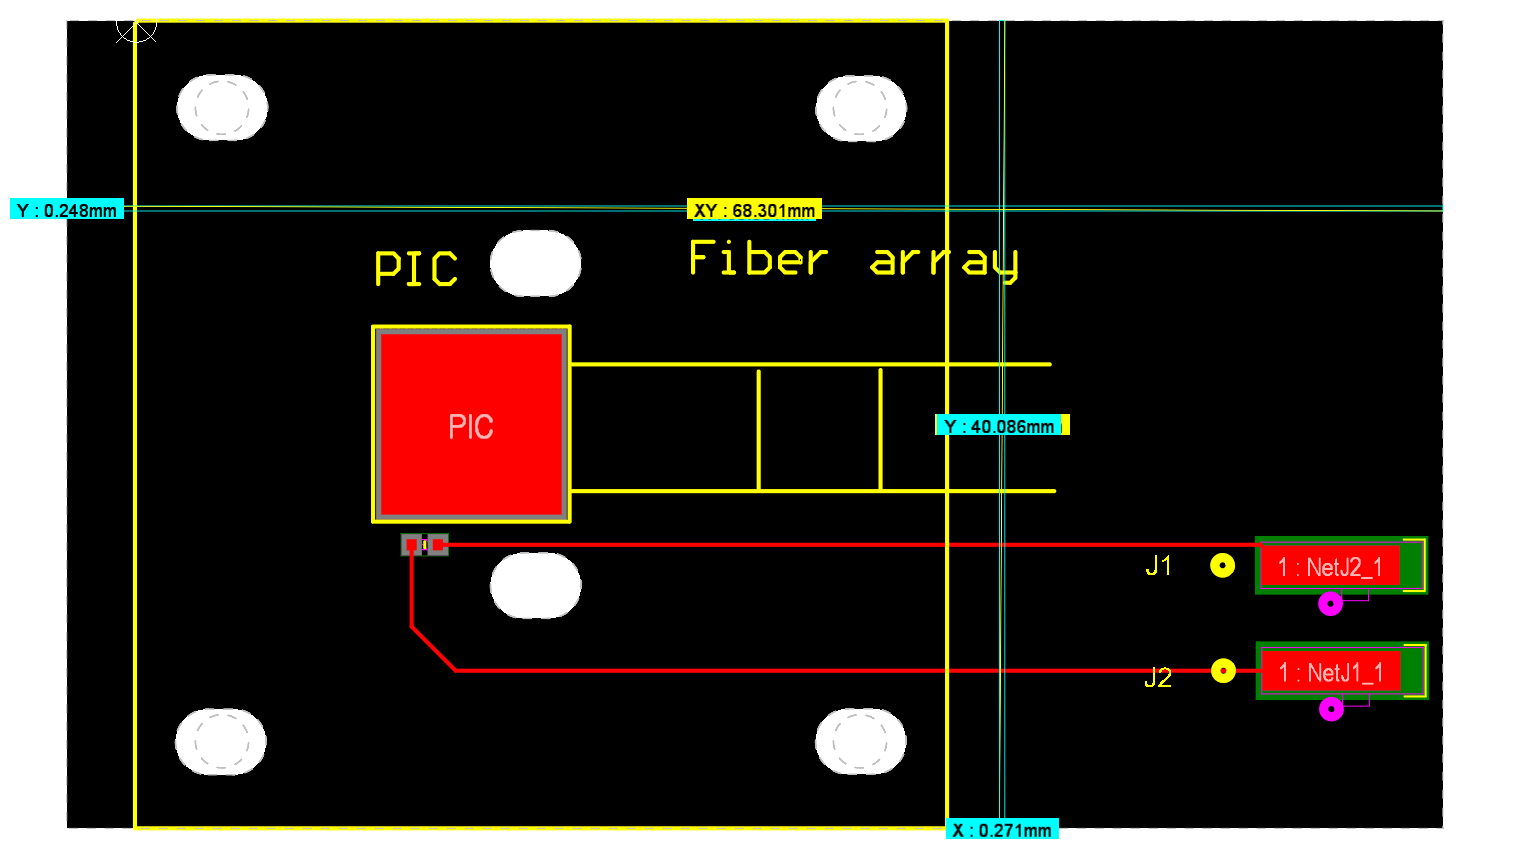 Y : 0.248mm
XY : 68.301mm
PIC
Fiber array
PIC
Y : 40.086mm
J1
1 : NetJ2_1
J2
1 : NetJ1_1
X : 0.271mm